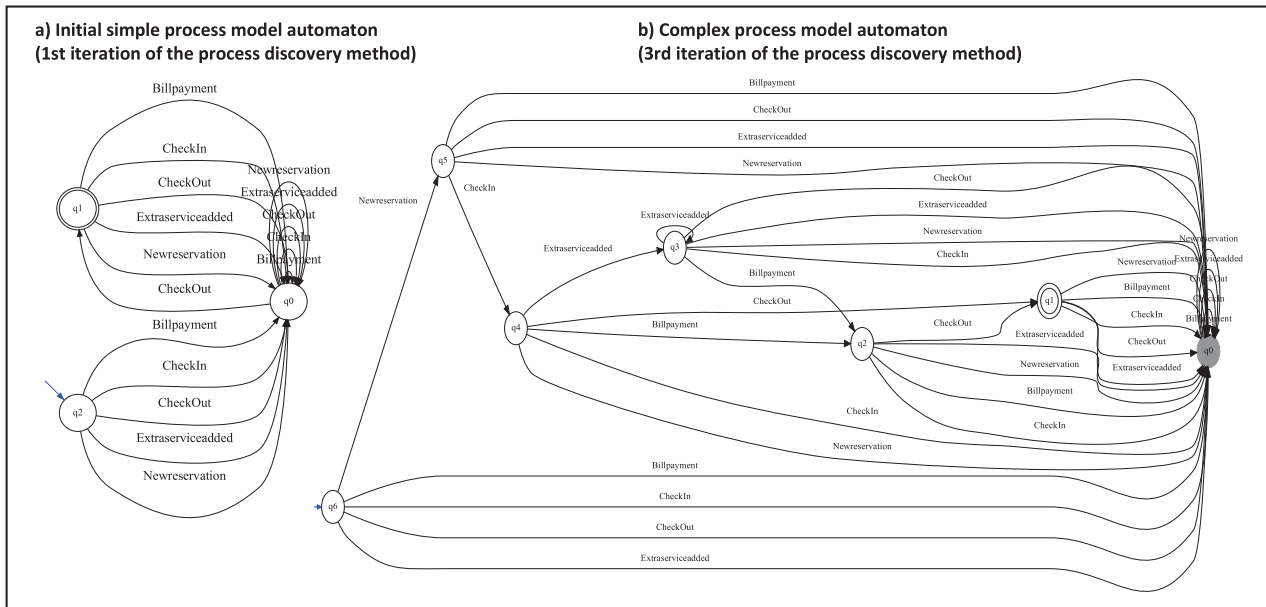 a) Initial simple process model automaton
(1st iteration of the process discovery method)
Billpayment
CheckIn
CheckOut
Extraserviceadded
Newreservation
CheckOut
q1
Newreservation
Extraserviceadded
CheckOut
CheckIn
Billpayment
q0
Billpayment
CheckIn
CheckOut
Extraserviceadded
Newreservation
q2
b) Complex process model automaton
(3rd iteration of the process discovery method)
Billpayment
CheckOut
Extraserviceadded
Newreservation
q5
CheckIn
Newreservation
CheckOut
Extraserviceadded
Newreservation
CheckIn
Extraserviceadded
q3
Extraserviceadded
Billpayment
CheckOut
Billpayment
q4
CheckOut
q2
Extraserviceadded
Newreservation
Billpayment
CheckIn
q1
Newreservation
Billpayment
CheckIn
CheckOut
Extraserviceadded
Newreservation
Extraserviceadded
CheckOut
CheckIn
Billpayment
q0
CheckIn
Newreservation
Billpayment
CheckIn
CheckOut
Extraserviceadded
q6